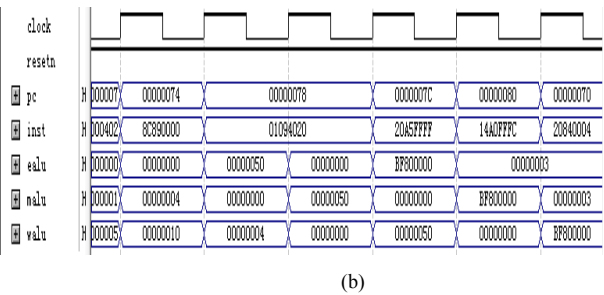 clock
resetn
pc H 000007 00000074 00000078 0000007C 00000080 00000070
inst H 000402 8C890000 01094020 20A5FFFF 14A0FFFC 20840004
ealu H 000000 00000000 00000050 00000000 BF800000 00000003
malu H 000001 00000004 00000000 00000050 00000000 BF800000 00000003
walu H 000005 00000010 00000004 00000000 00000050 00000000 BF800000
(b)